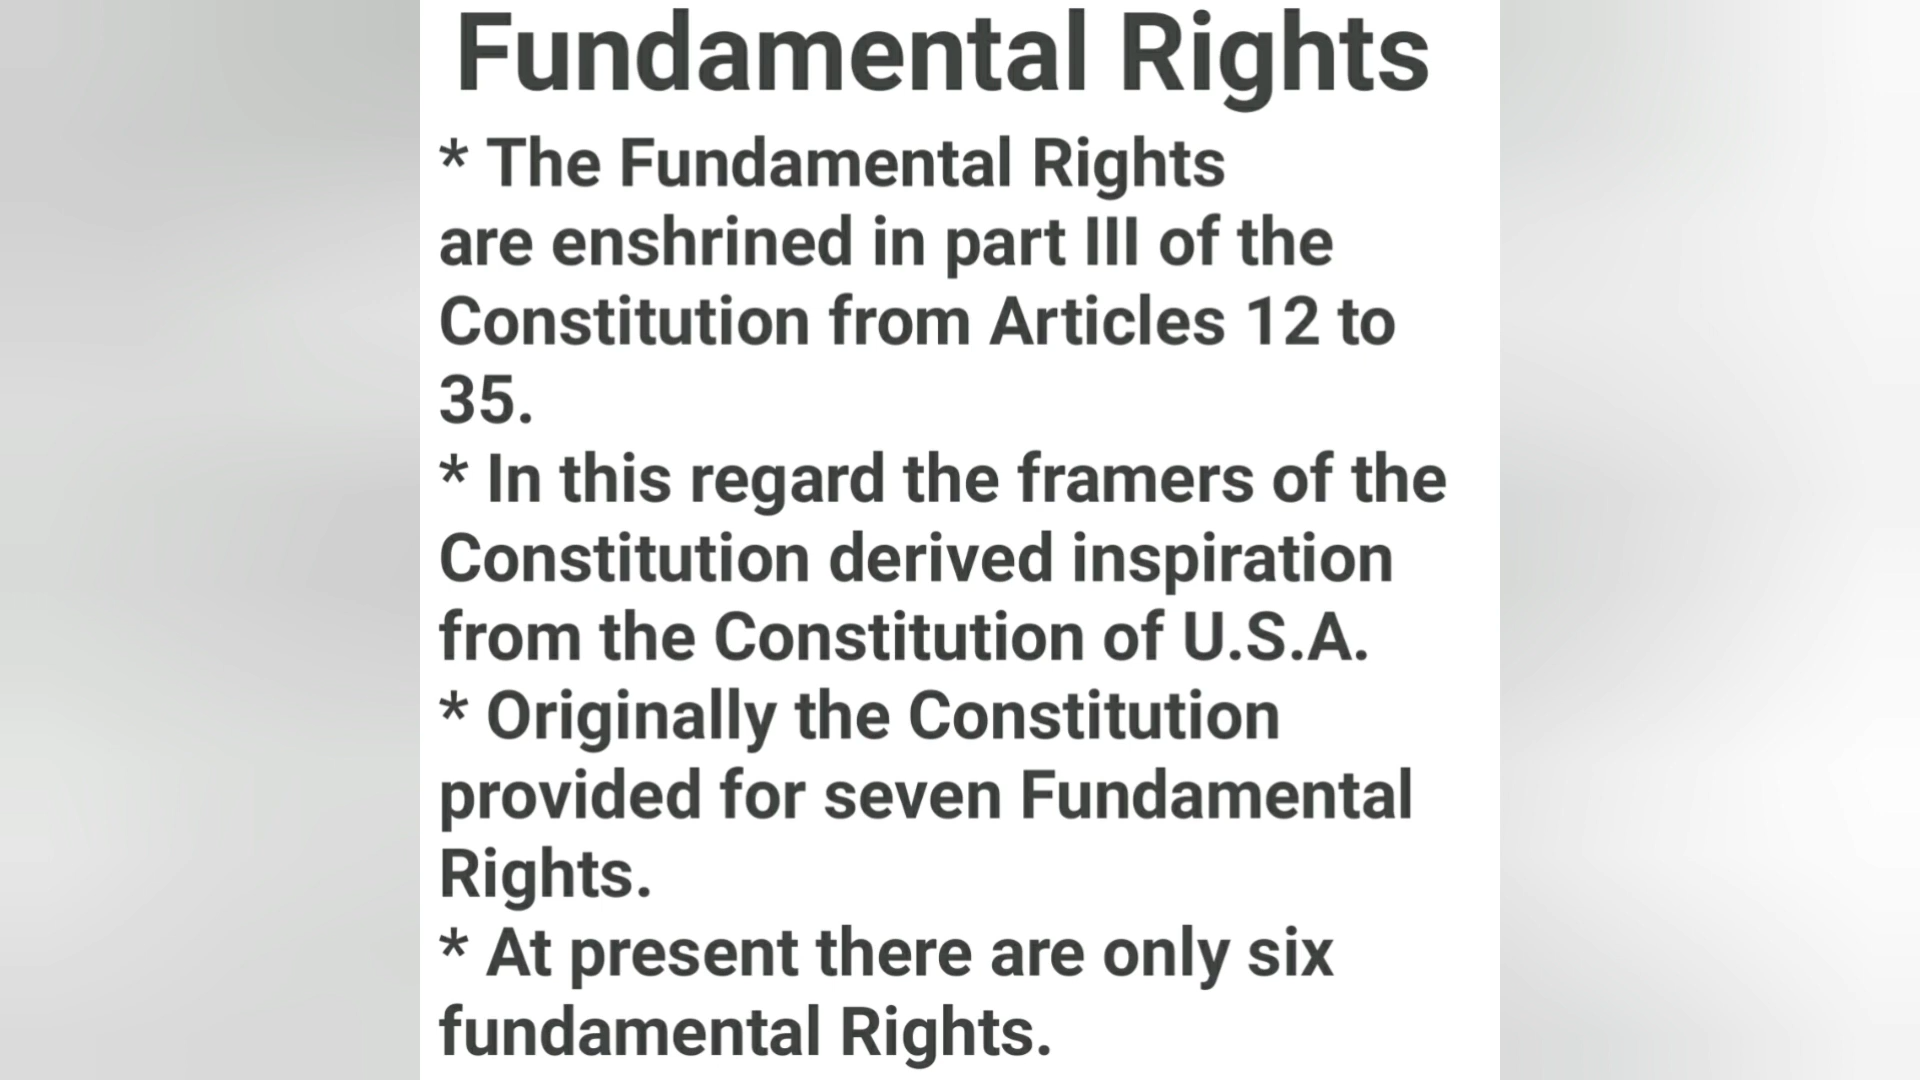 Fundamental Rights
* The Fundamental Rights
are enshrined in part III of the
Constitution from Articles 12 to
35.
* In this regard the framers of the
Constitution derived inspiration
from the Constitution of U.S.A.
* Originally the Constitution
provided for seven Fundamental
Rights.
* At present there are only six
fundamental Rights.